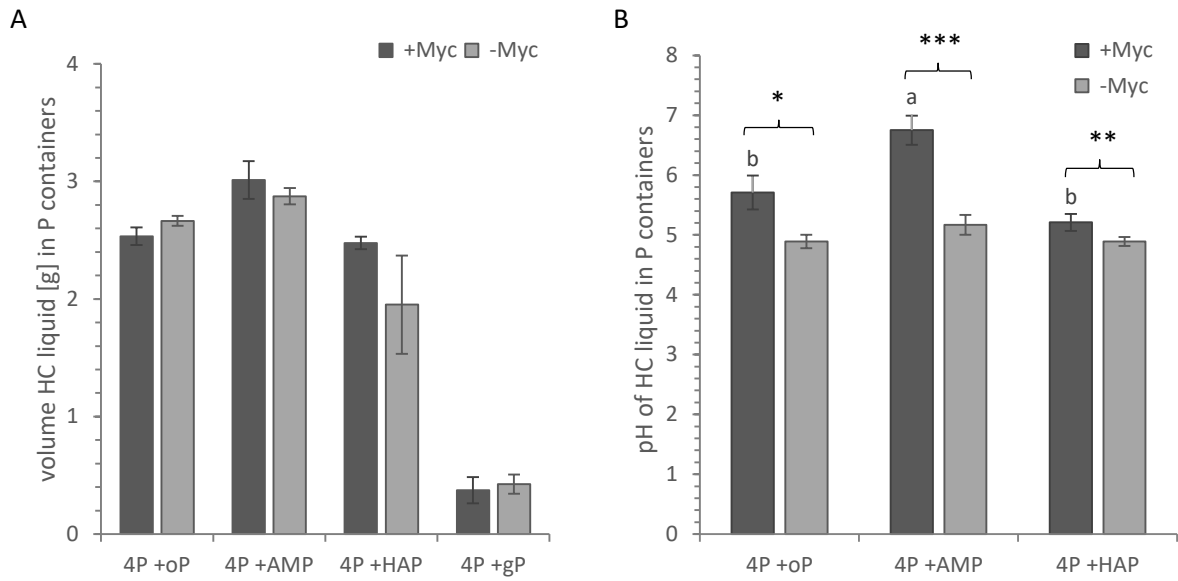 A
+Myc -Myc
volume HC liquid [g] in P containers
4
3
2
1
0
4P +oP 4P +AMP 4P +HAP 4P +gP
B
+Myc
-Myc
pH of HC liquid in P containers
8
7
6
5
4
3
2
1
0
*
***
**
b
a
b
4P +oP 4P +AMP 4P +HAP